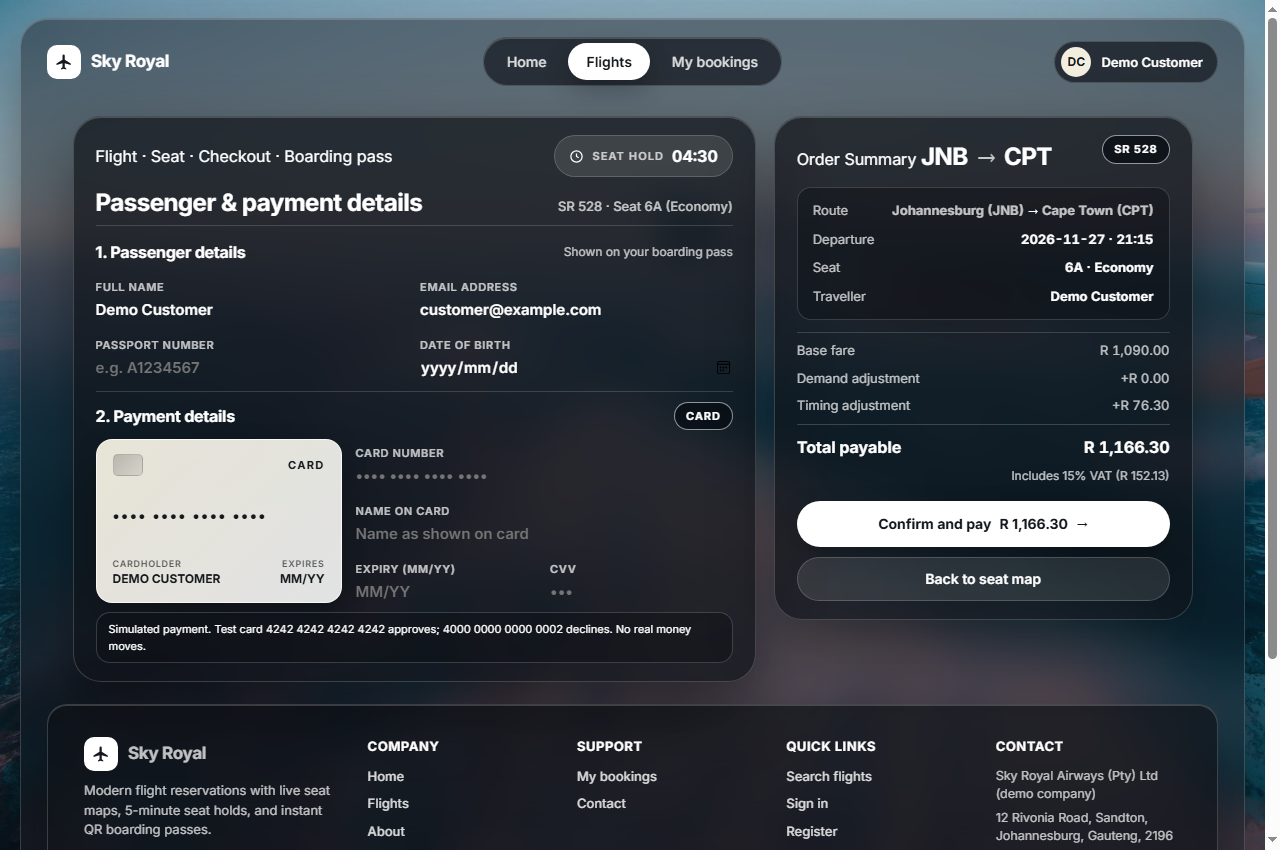 Sky Royal
Home
Flights
My bookings
DC
Demo Customer
Flight · Seat · Checkout · Boarding pass
SEAT HOLD 04:30
Passenger & payment details
SR 528 · Seat 6A (Economy)
1. Passenger details
Shown on your boarding pass
FULL NAME
Demo Customer
EMAIL ADDRESS
customer@example.com
PASSPORT NUMBER
e.g. A1234567
DATE OF BIRTH
yyyy/mm/dd
2. Payment details
CARD
CARD
•••• •••• •••• ••••
CARDHOLDER
DEMO CUSTOMER
EXPIRES
MM/YY
CARD NUMBER
•••• •••• •••• ••••
NAME ON CARD
Name as shown on card
EXPIRY (MM/YY)
MM/YY
CVV
•••
Simulated payment. Test card 4242 4242 4242 4242 approves; 4000 0000 0000 0002 declines. No real money
moves.
Order Summary JNB → CPT
SR 528
Route Johannesburg (JNB) → Cape Town (CPT)
Departure 2026-11-27 · 21:15
Seat 6A · Economy
Traveller Demo Customer
Base fare R 1,090.00
Demand adjustment +R 0.00
Timing adjustment +R 76.30
Total payable R 1,166.30
Includes 15% VAT (R 152.13)
Confirm and pay R 1,166.30 →
Back to seat map
Sky Royal
Modern flight reservations with live seat
maps, 5-minute seat holds, and instant
QR boarding passes.
COMPANY
Home
Flights
About
SUPPORT
My bookings
Contact
QUICK LINKS
Search flights
Sign in
Register
CONTACT
Sky Royal Airways (Pty) Ltd
(demo company)
12 Rivonia Road, Sandton,
Johannesburg, Gauteng, 2196